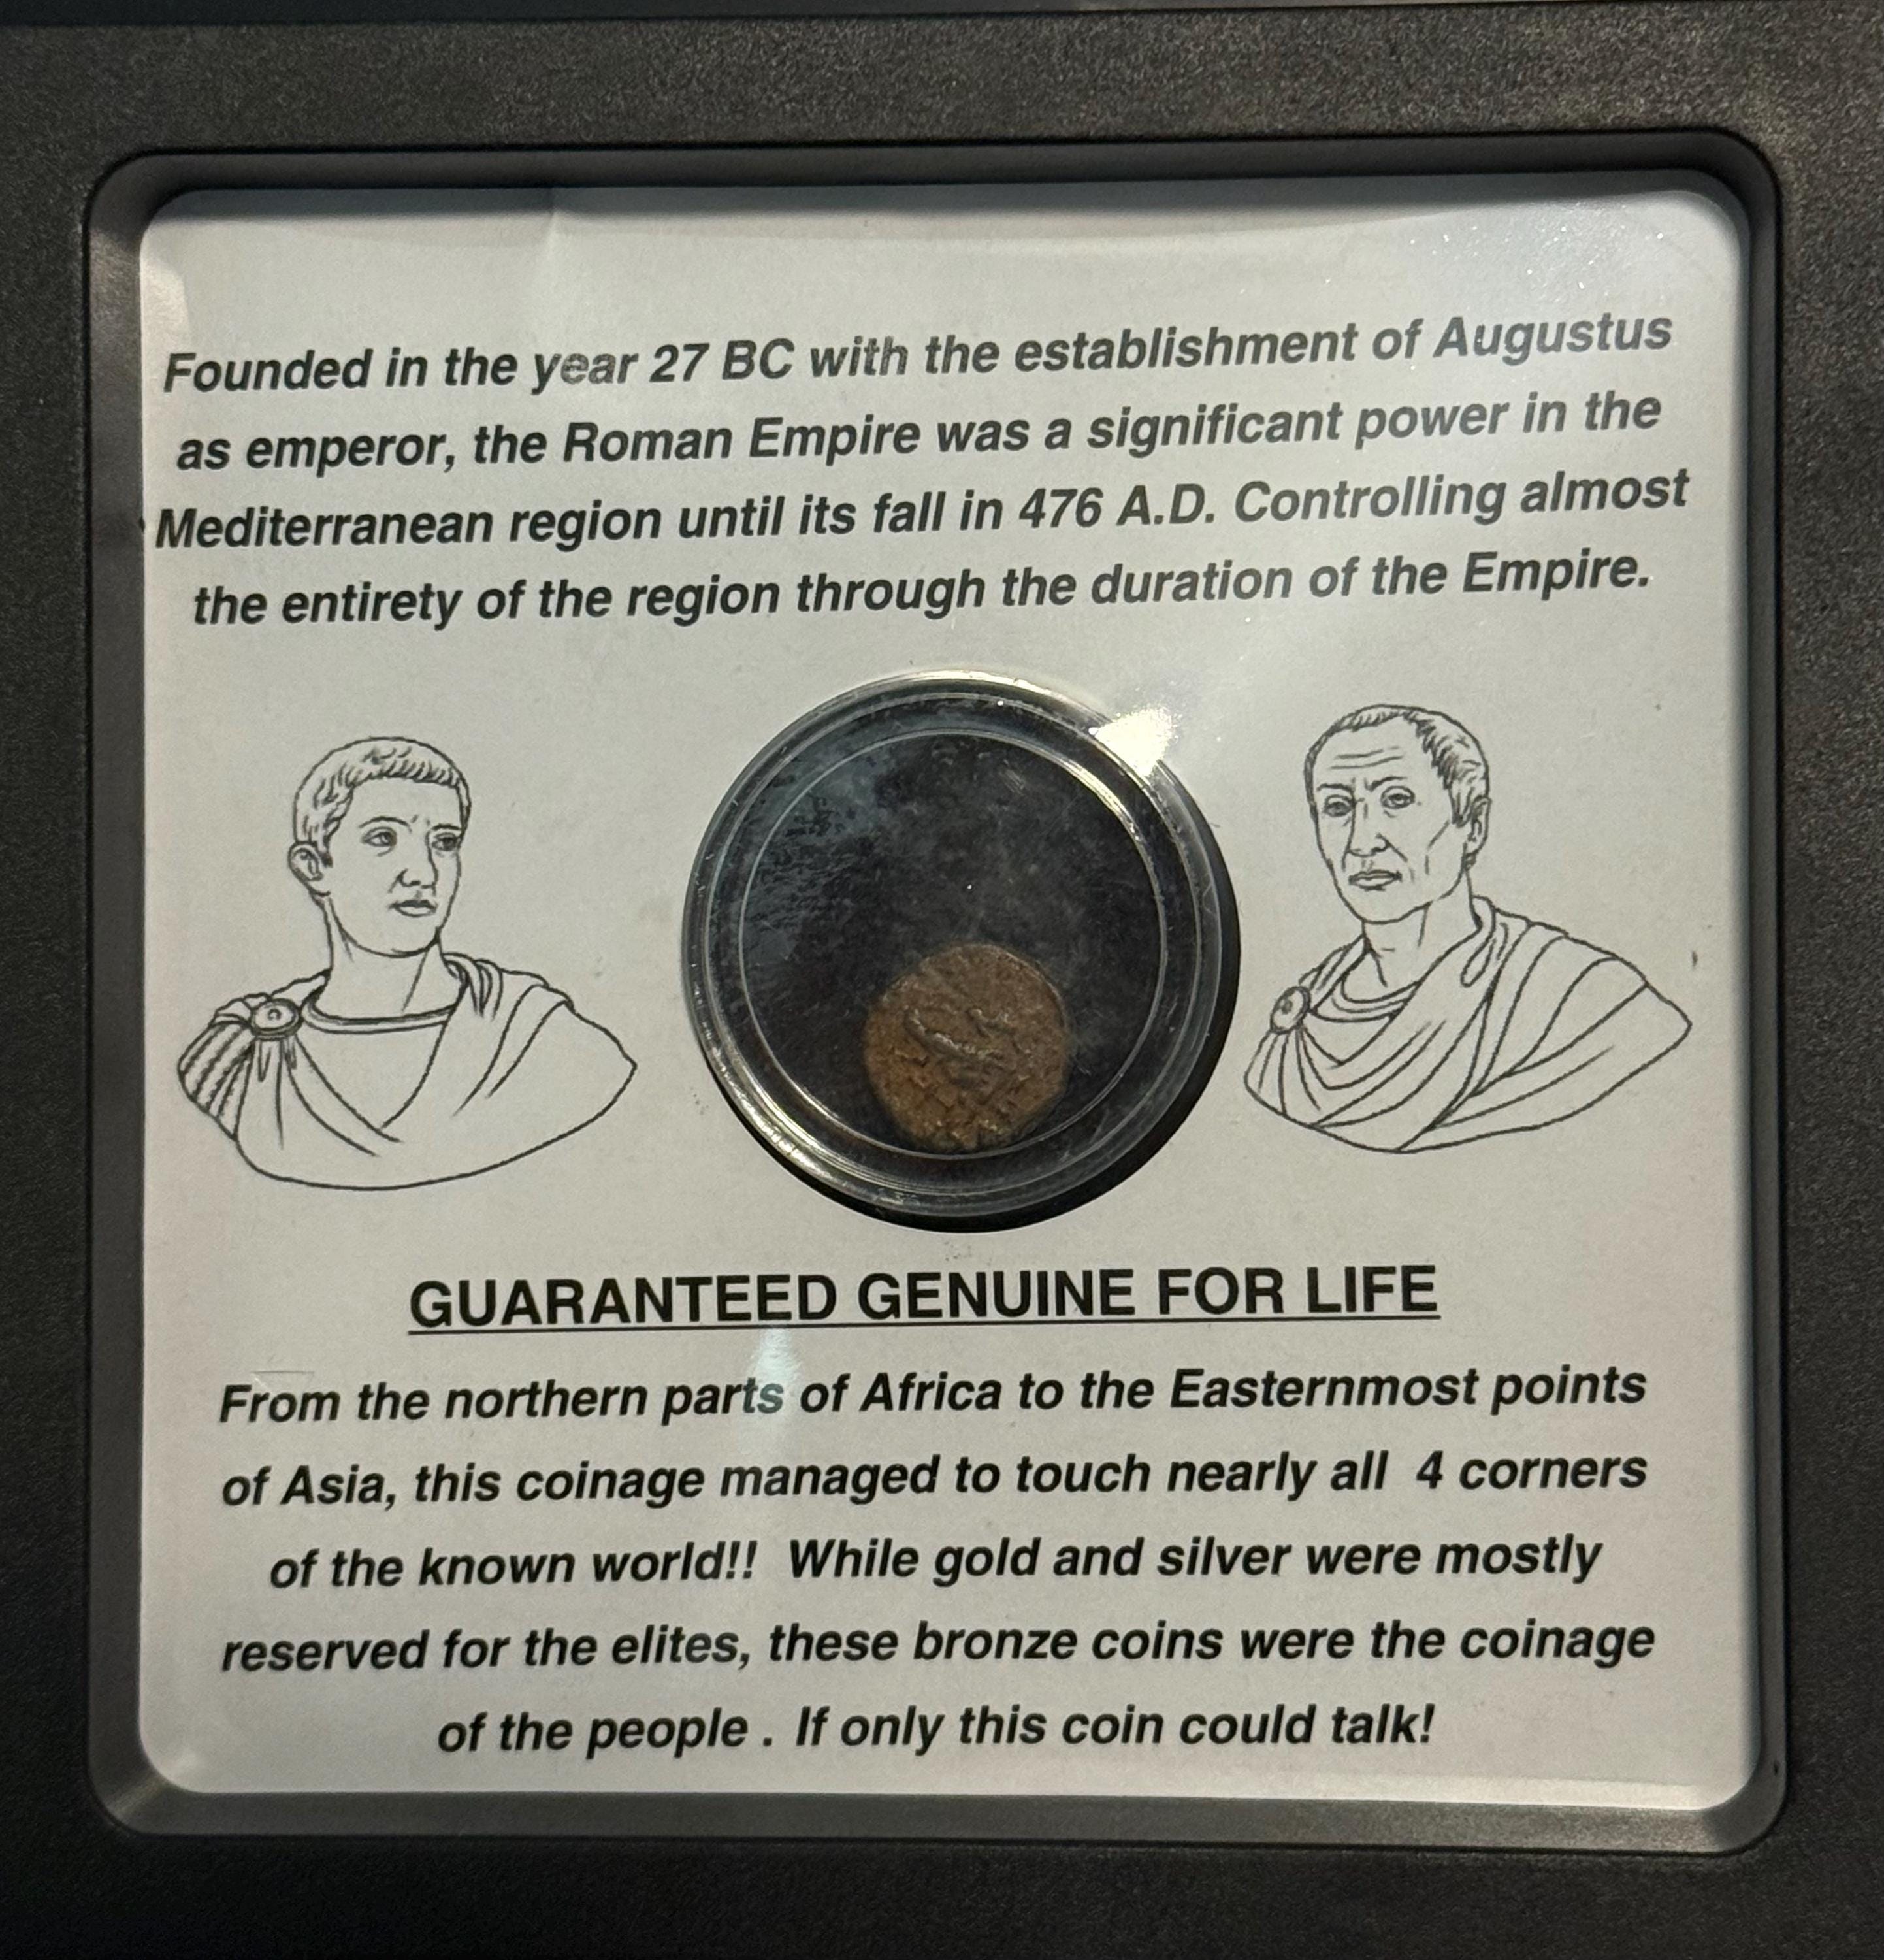 Founded in the year 27 BC with the establishment of Augustus
as emperor, the Roman Empire was a significant power in the
Mediterranean region until its fall in 476 A.D. Controlling almost
the entirety of the region through the duration of the Empire.
GUARANTEED GENUINE FOR LIFE
From the northern parts of Africa to the Easternmost points
of Asia, this coinage managed to touch nearly all 4 corners
of the known world!! While gold and silver were mostly
reserved for the elites, these bronze coins were the coinage
of the people . If only this coin could talk!